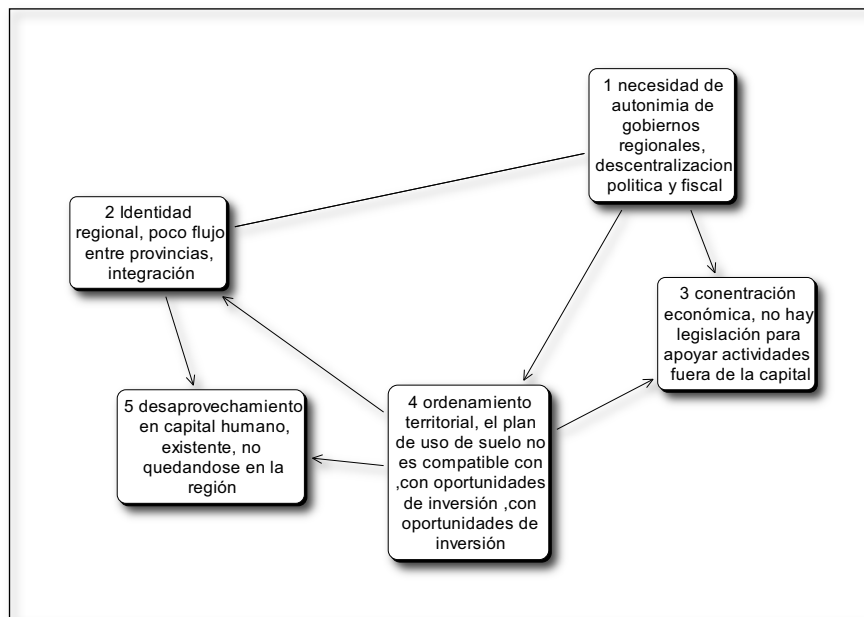 1 necesidad de
autonimia de
gobiernos
regionales,
descentralizacion
politica y fiscal
2 Identidad
regional, poco flujo
entre provincias,
integración
3 conentración
económica, no hay
legislación para
apoyar actividades
fuera de la capital
4 ordenamiento
territorial, el plan
de uso de suelo no
es compatible con
,con oportunidades
de inversión ,con
oportunidades de
inversión
5 desaprovechamiento
en capital humano,
existente, no
quedandose en la
región